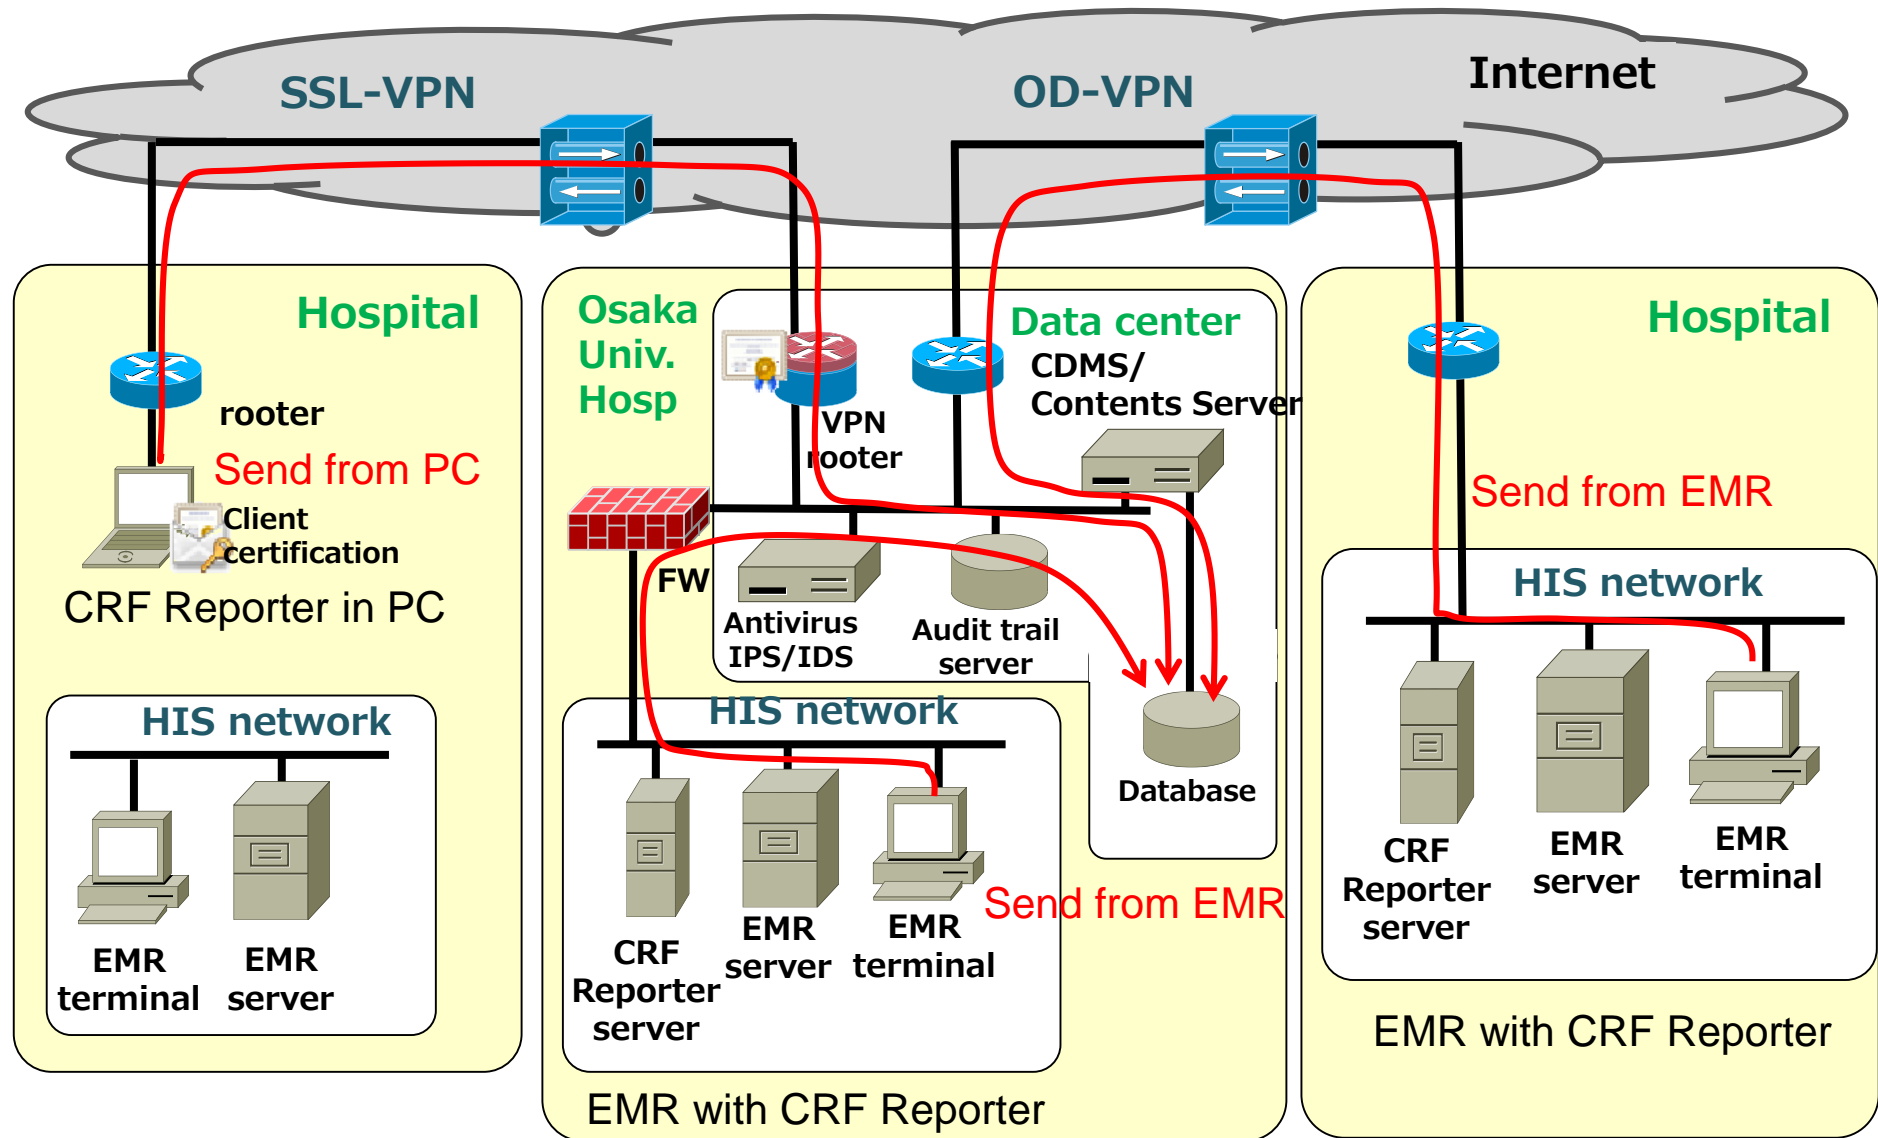 SSL-VPN
OD-VPN
Internet
Hospital
rooter
Send from PC
Client
certification
CRF Reporter in PC
HIS network
EMR
terminal
EMR
server
Osaka
Univ.
Hosp
Data center
CDMS/
Contents Server
VPN
rooter
FW
Antivirus
IPS/IDS
Audit trail
server
Database
HIS network
CRF
Reporter
server
EMR
server
EMR
terminal
Send from EMR
EMR with CRF Reporter
Hospital
Send from EMR
HIS network
CRF
Reporter
server
EMR
server
EMR
terminal
EMR with CRF Reporter